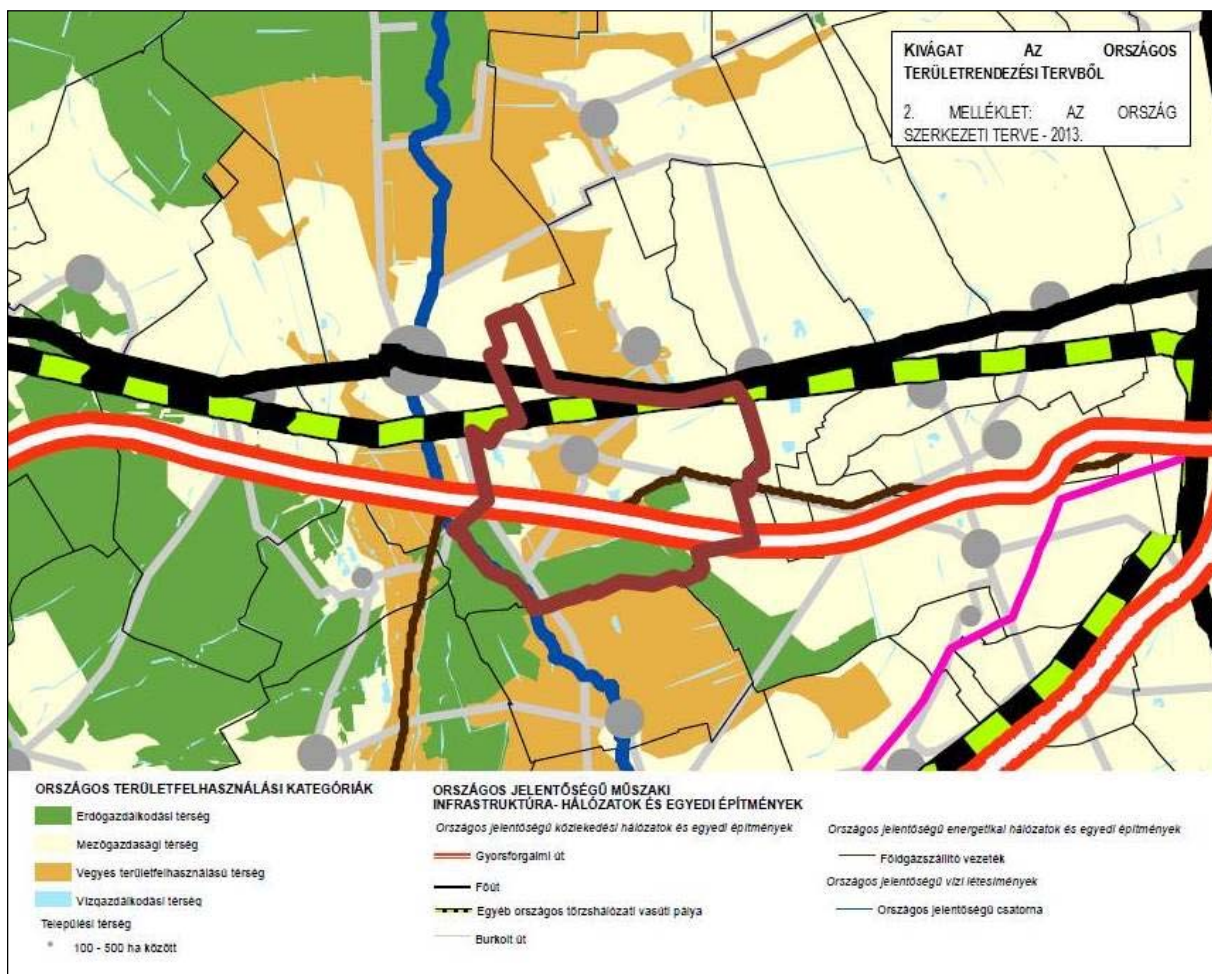 KIVÁGAT AZ ORSZÁGOS
TERÜLETRENDEZÉSI TERVBŐL
2. MELLÉKLET: AZ ORSZÁG
SZERKEZETI TERVE - 2013.
ORSZÁGOS TERÜLETFELHASZNÁLÁSI KATEGÓRIÁK
Erdőgazdálkodási térség
Mezőgazdasági térség
Vegyes területfelhasználású térség
Vízgazdálkodási térség
Települési térség
100 - 500 ha között
ORSZÁGOS JELENTŐSÉGŰ MŰSZAKI
INFRASTRUKTÚRA- HÁLÓZATOK ÉS EGYEDI ÉPÍTMÉNYEK
Országos jelentőségű közlekedési hálózatok és egyedi építmények
Gyorsforgalmi út
Főút
Egyéb országos törzshálózati vasúti pálya
Burkolt út
Országos jelentőségű energetikai hálózatok és egyedi építmények
Földgázszállító vezeték
Országos jelentőségű vízi létesímények
Országos jelentőségű csatorna